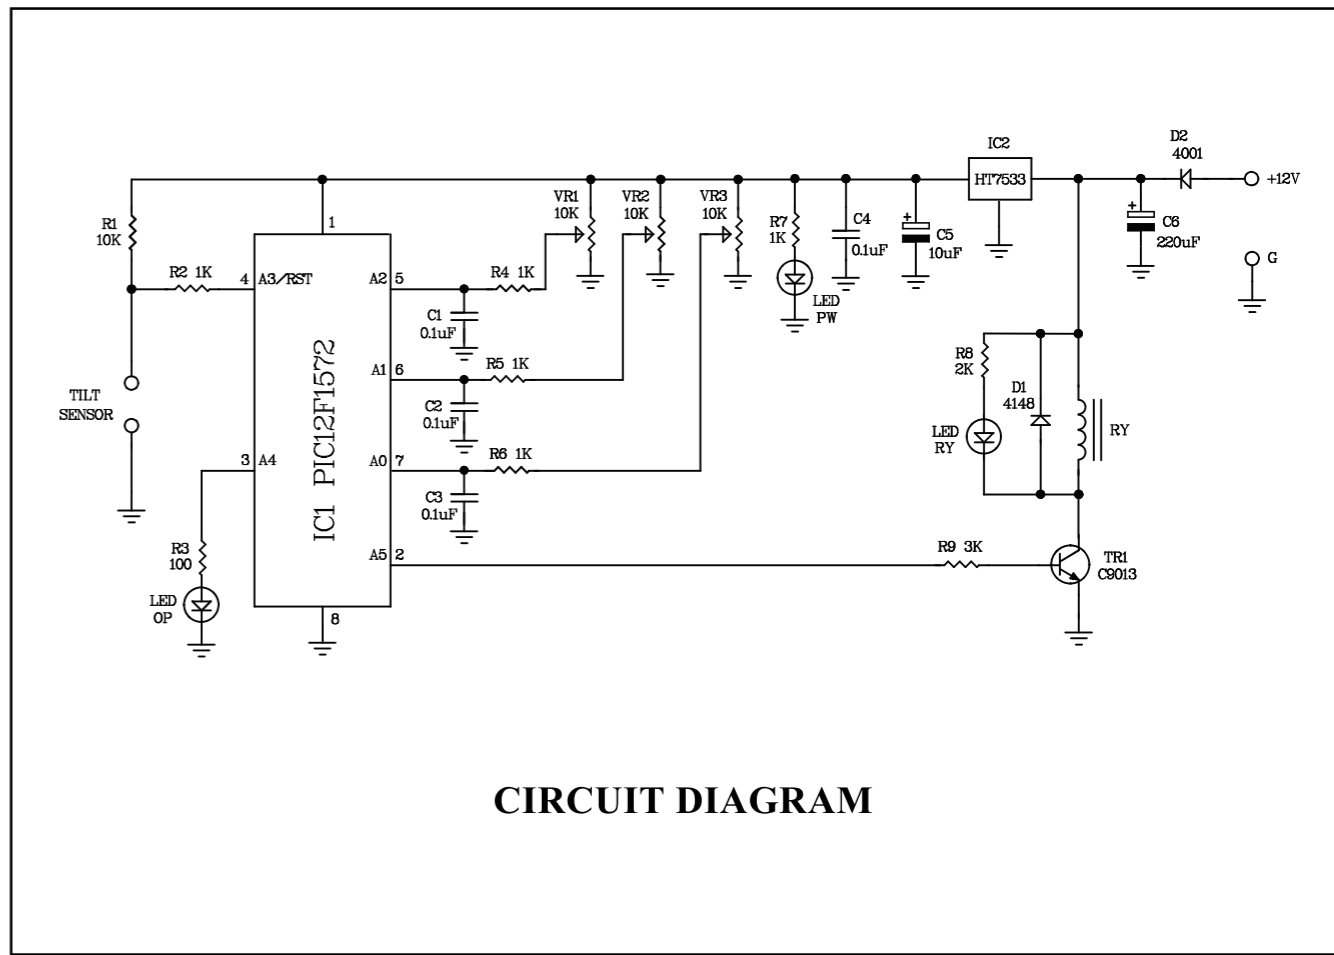 D2
4001
IC2
HT7533
+12V
VR1
10K
VR2
10K
VR3
10K
R1
10K
1
R7
1K
C4
0.1uF
+
C5
10uF
+
C6
220uF
G
R2 1K
4
A3/RST
A2
5
R4 1K
LED
PW
C1
0.1uF
R5 1K
A1
6
R8
2K
D1
4148
TILT
SENSOR
C2
0.1uF
LED
RY
RY
3
A4
A0
7
R6 1K
C3
0.1uF
IC1 PIC12F1572
R3
100
A5
2
R9 3K
TR1
C9013
LED
OP
8
CIRCUIT DIAGRAM